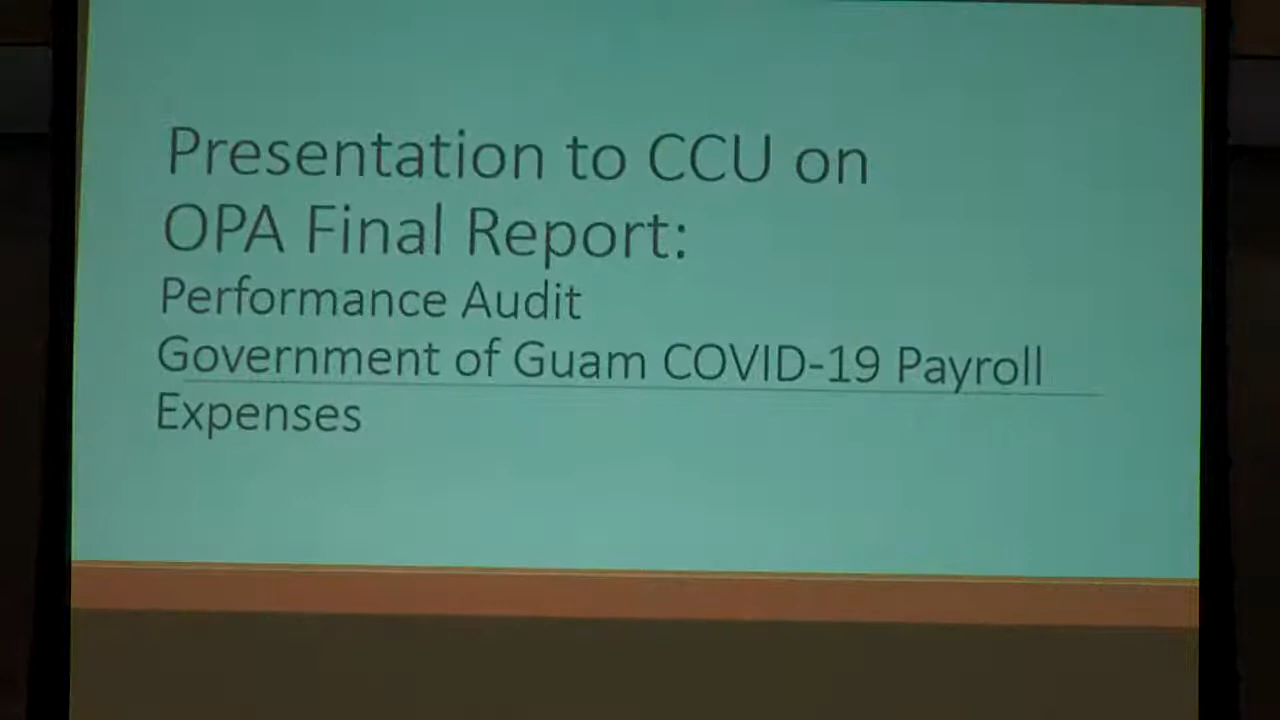 Presentation to CCU on
OPA Final Report:
Performance Audit
Government of Guam COVID-19 Payroll
Expenses